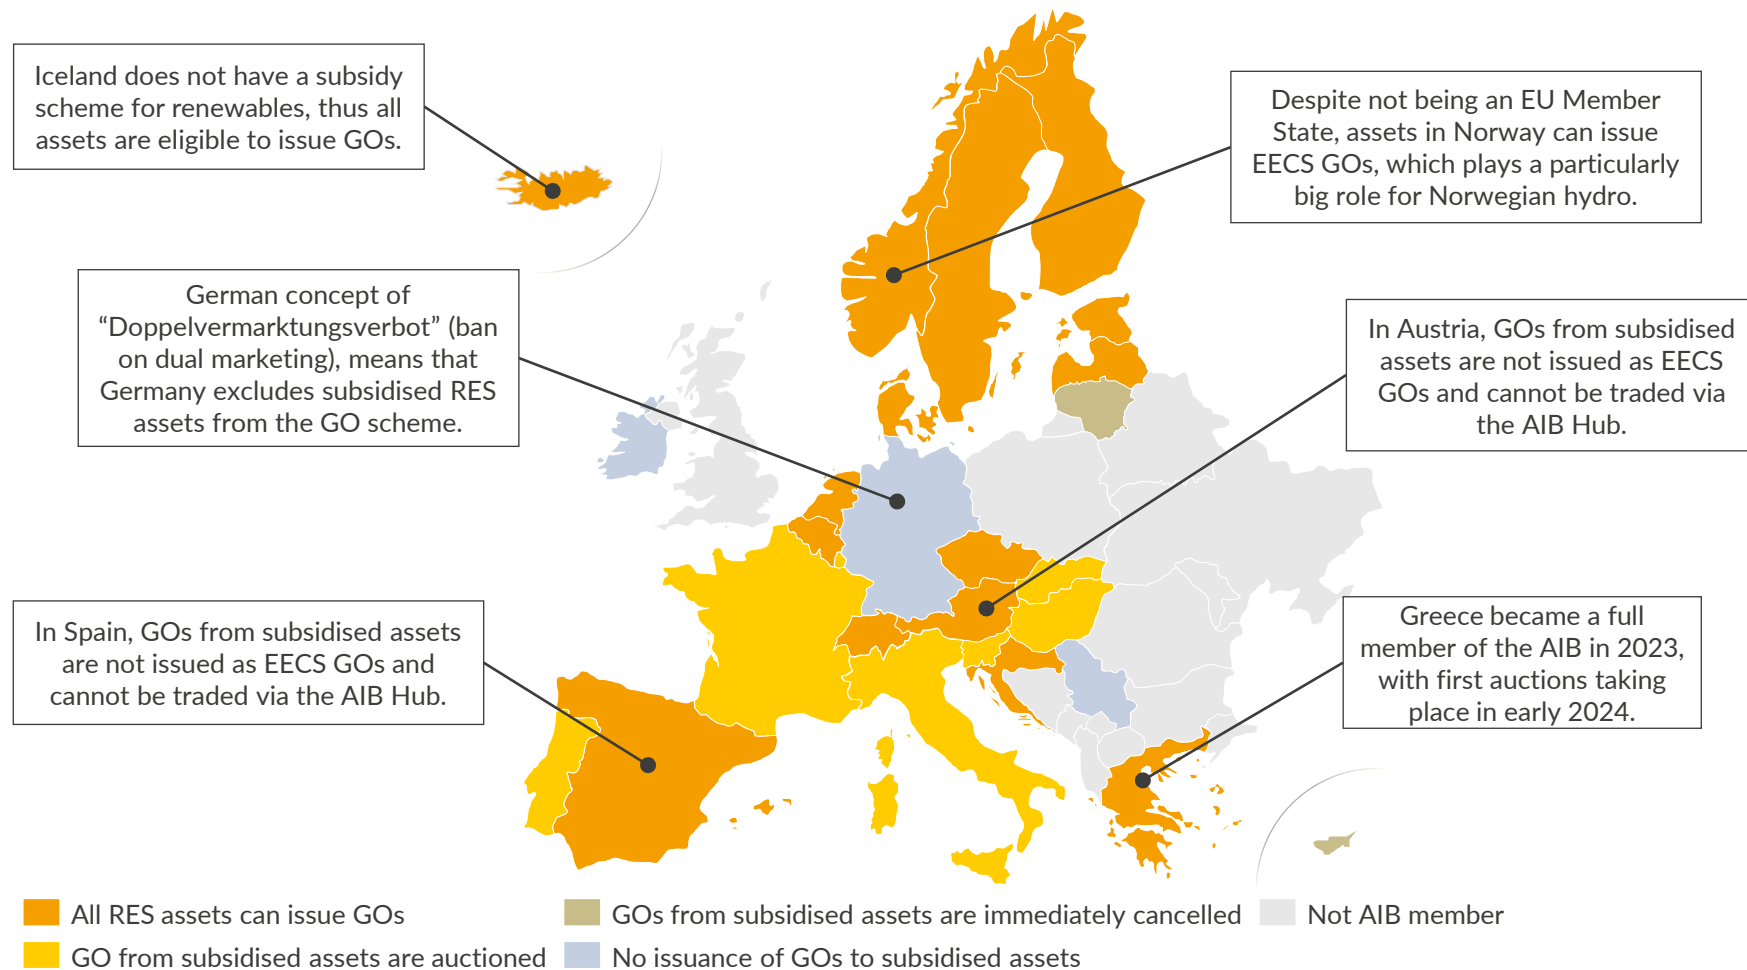 Iceland does not have a subsidy
scheme for renewables, thus all
assets are eligible to issue GOs.
Despite not being an EU Member
State, assets in Norway can issue
EECS GOs, which plays a particularly
big role for Norwegian hydro.
German concept of
“Doppelvermarktungsverbot” (ban
on dual marketing), means that
Germany excludes subsidised RES
assets from the GO scheme.
In Austria, GOs from subsidised
assets are not issued as EECS
GOs and cannot be traded via
the AIB Hub.
In Spain, GOs from subsidised assets
are not issued as EECS GOs and
cannot be traded via the AIB Hub.
Greece became a full
member of the AIB in 2023,
with first auctions taking
place in early 2024.
All RES assets can issue GOs
GOs from subsidised assets are immediately cancelled
Not AIB member
GO from subsidised assets are auctioned
No issuance of GOs to subsidised assets